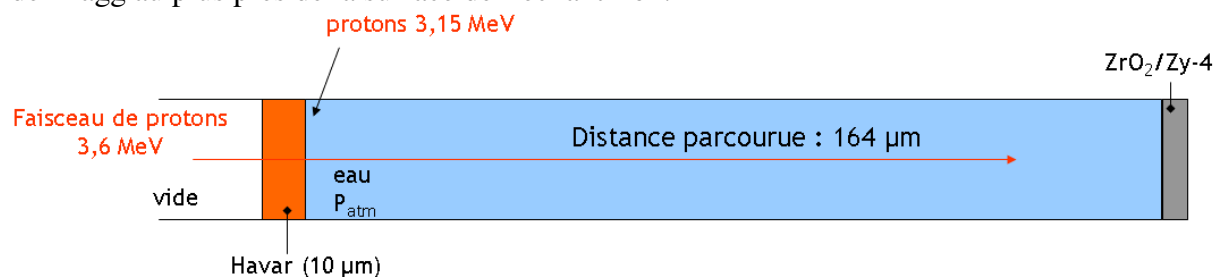 protons 3,15 MeV
ZrO₂/Zy-4
Faisceau de protons
3,6 MeV
Distance parcourue : 164 µm
eau
vide
P_atm
Havar (10 µm)